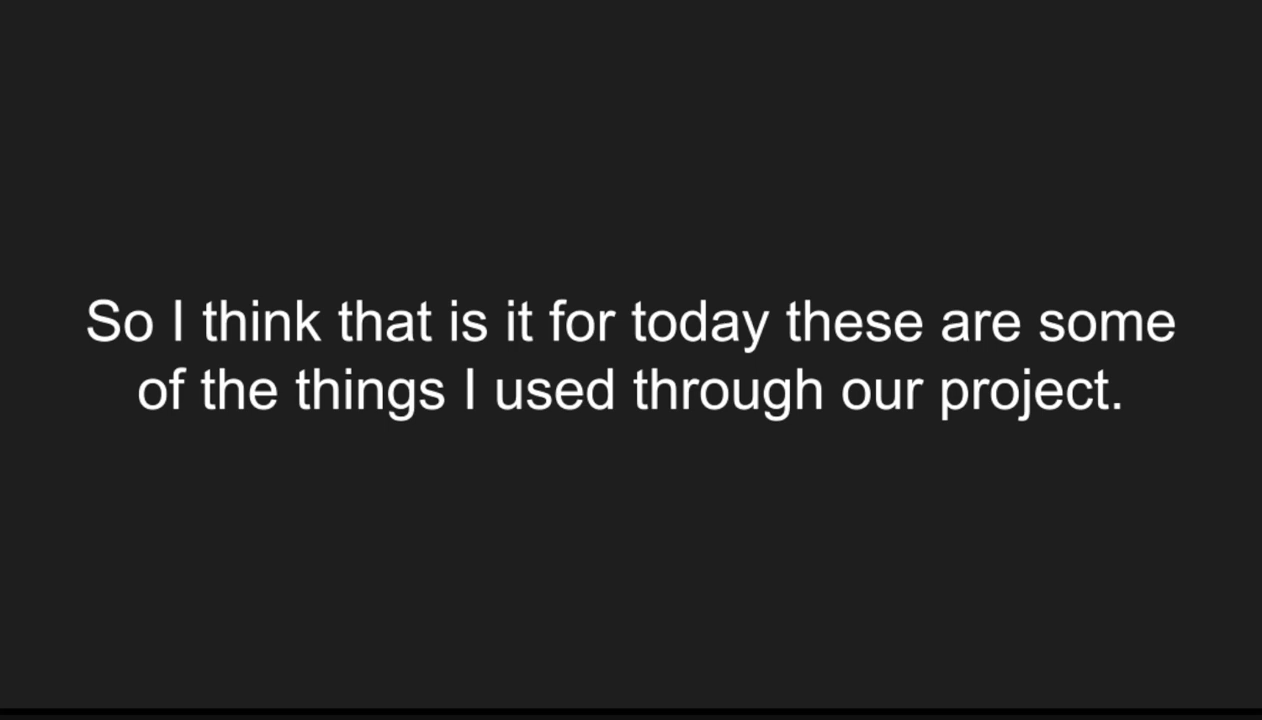 So I think that is it for today these are some
of the things I used through our project.